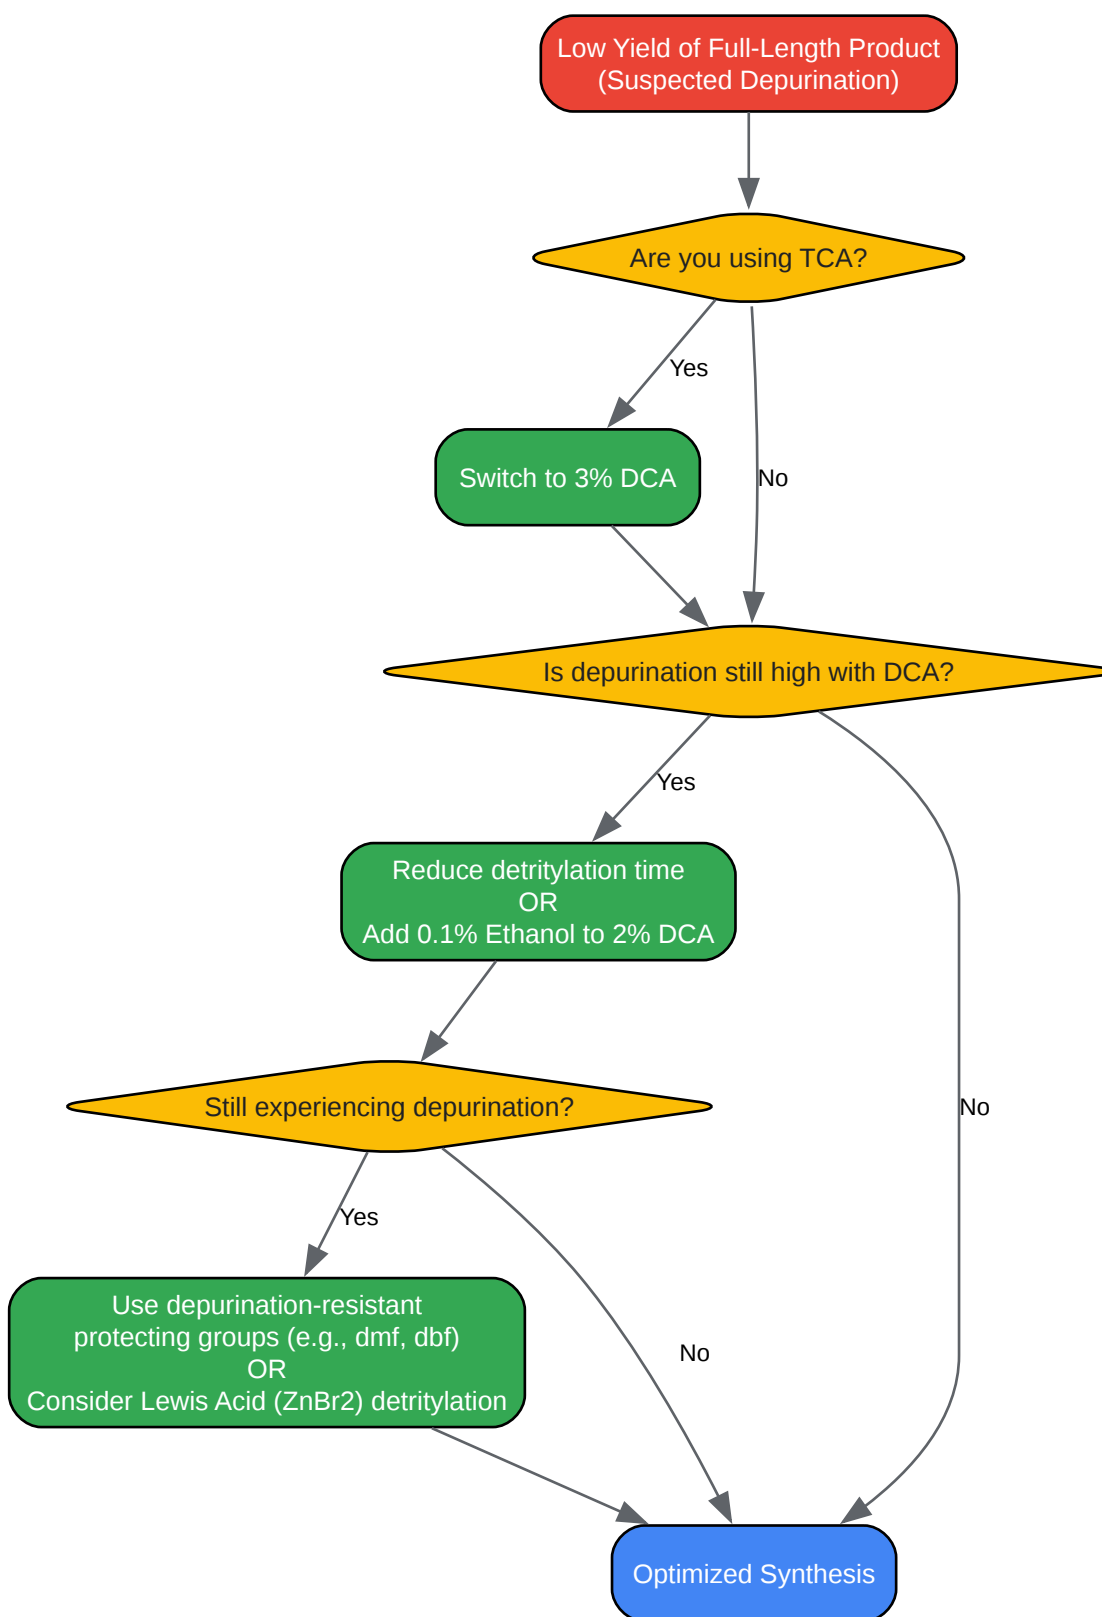 Low Yield of Full-Length Product
(Suspected Depurination)
Are you using TCA?
Yes
Switch to 3% DCA
No
Is depurination still high with DCA?
Yes
Reduce detritylation time
OR
Add 0.1% Ethanol to 2% DCA
Still experiencing depurination?
No
Yes
Use depurination-resistant
protecting groups (e.g., dmf, dbf)
OR
Consider Lewis Acid (ZnBr2) detritylation
No
Optimized Synthesis